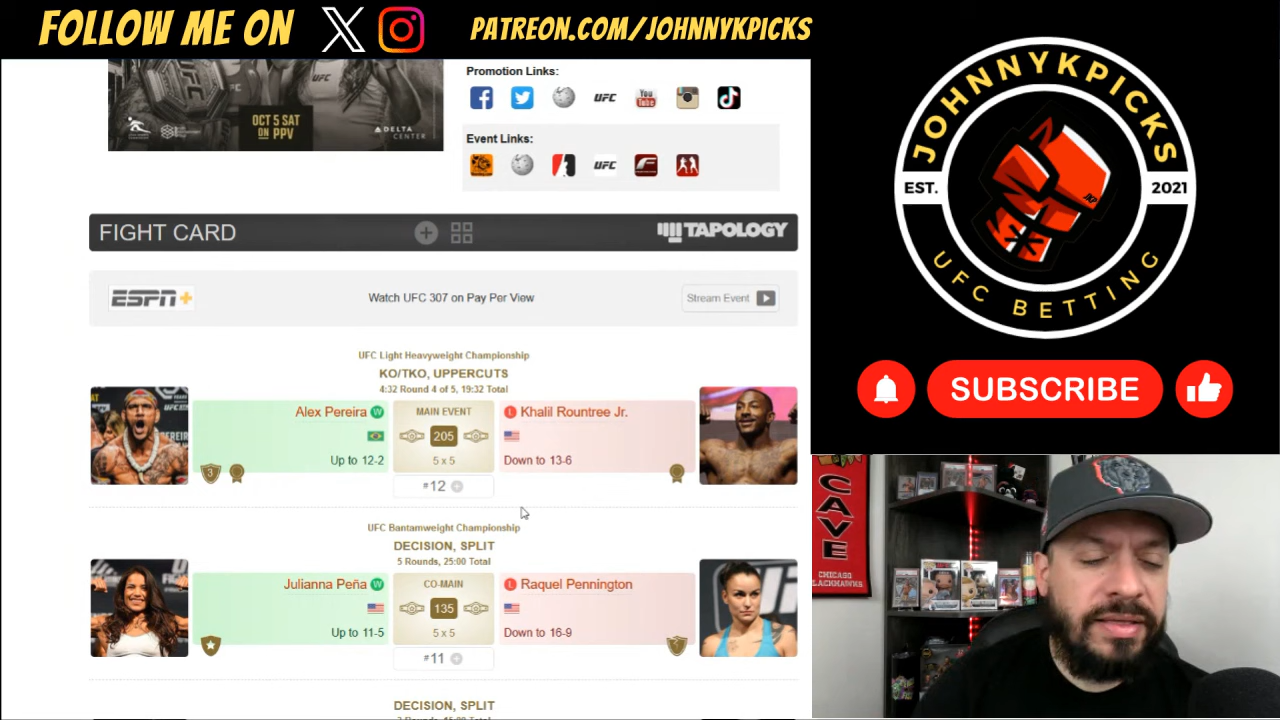 FOLLOW ME ON
PATREON.COM/JOHNNYKPICKS
UFC
OCT 5 SAT
ON PPV
DELTA
CENTER
Promotion Links:
UFC
You
Tube
Event Links:
UFC
FIGHT CARD
TAPOLOGY
ESPN+
Watch UFC 307 on Pay Per View
Stream Event
UFC Light Heavyweight Championship
KO/TKO, UPPERCUTS
4:32 Round 4 of 5, 19:32 Total
Alex Pereira W
MAIN EVENT
L Khalil Rountree Jr.
205
Up to 12-2
5 x 5
Down to 13-6
3
#12
UFC Bantamweight Championship
DECISION, SPLIT
5 Rounds, 25:00 Total
Julianna Peña W
CO-MAIN
L Raquel Pennington
135
Up to 11-5
5 x 5
Down to 16-9
#11
DECISION, SPLIT
JOHNNYKPICKS
EST.
2021
JKP
UFC BETTING
SUBSCRIBE
CAVE
CHICAGO
BLACKHAWKS